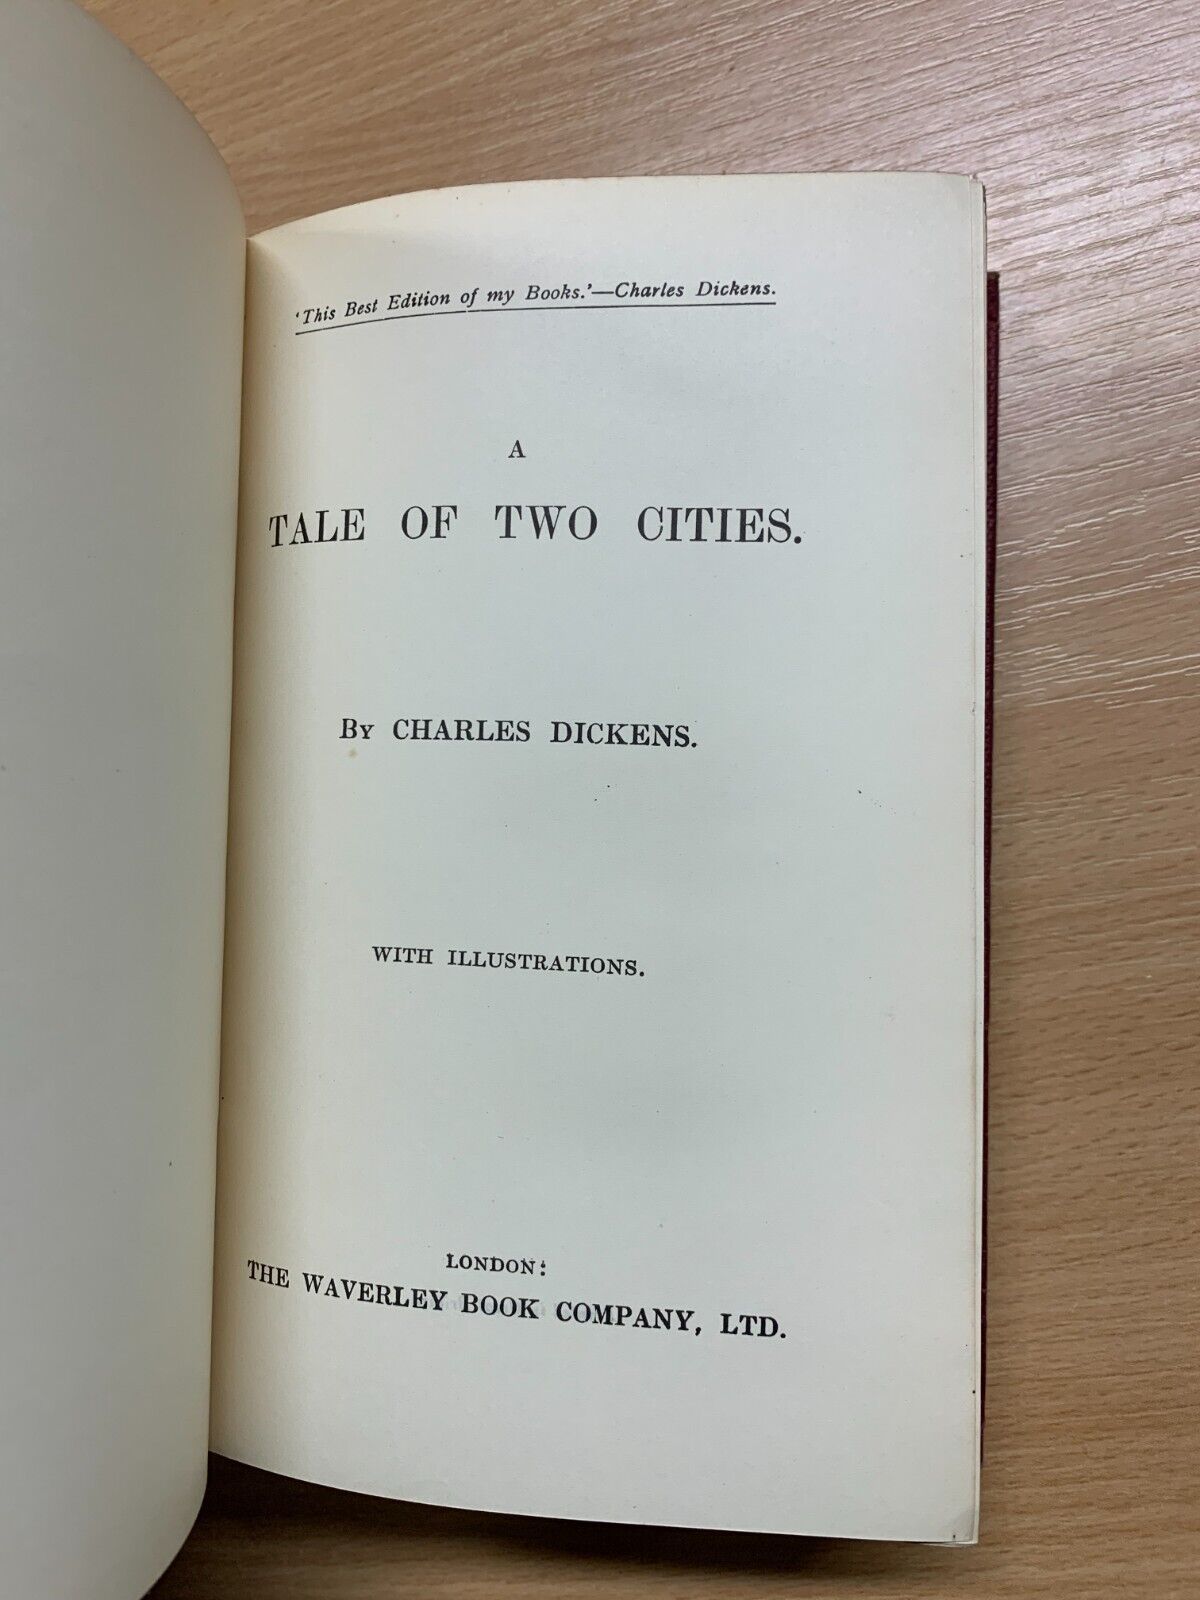 'This Best Edition of my Books.'—Charles Dickens.
A
TALE OF TWO CITIES.
By CHARLES DICKENS.
WITH ILLUSTRATIONS.
LONDON:
THE WAVERLEY BOOK COMPANY, LTD.